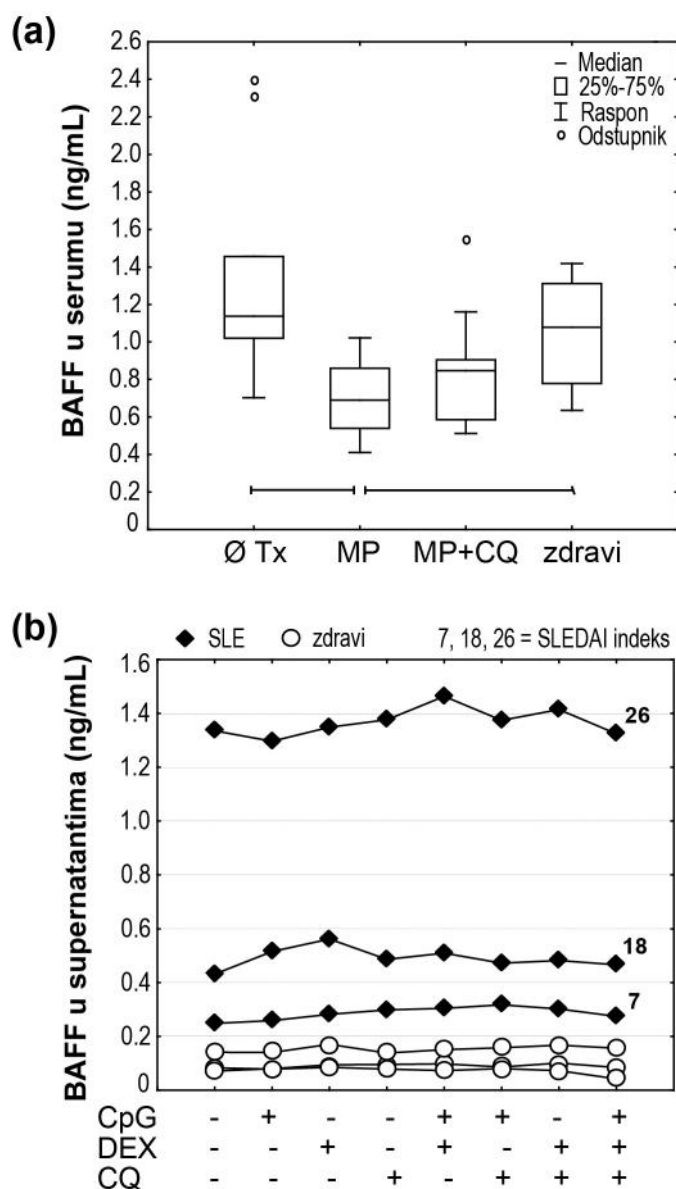 (a)
BAFF u serumu (ng/mL)
2.6
2.4
2.2
2.0
1.8
1.6
1.4
1.2
1.0
0.8
0.6
0.4
0.2
0
Median
25%-75%
Raspon
Odstupnik
Ø Tx MP MP+CQ zdravi
(b)
SLE zdravi 7, 18, 26 = SLEDAI indeks
BAFF u supernatantima (ng/mL)
1.6
1.4
1.2
1.0
0.8
0.6
0.4
0.2
0
26
18
7
CpG - + - - + + - +
DEX - - + - + - + +
CQ - - - + - + + +